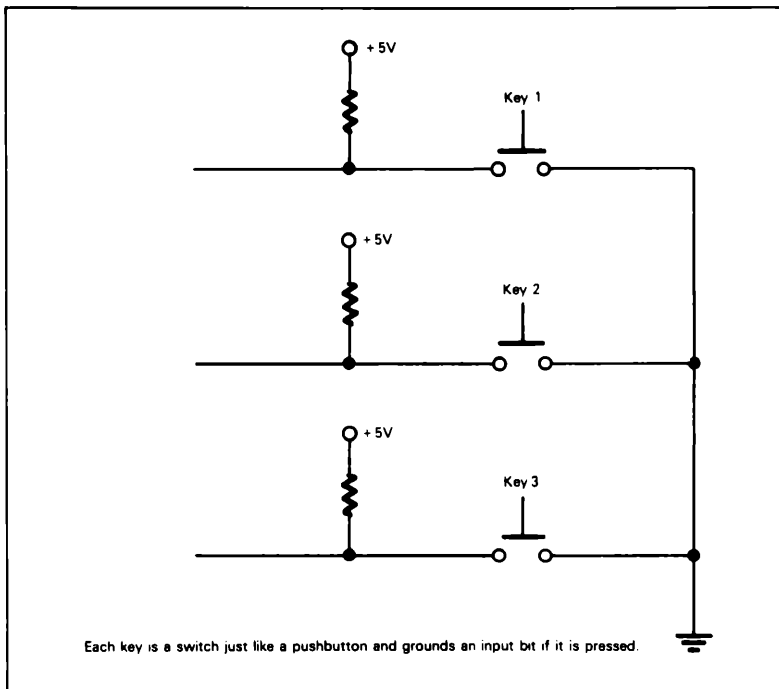 + 5V
Key 1
+ 5V
Key 2
+ 5V
Key 3
Each key is a switch just like a pushbutton and grounds an input bit if it is pressed.